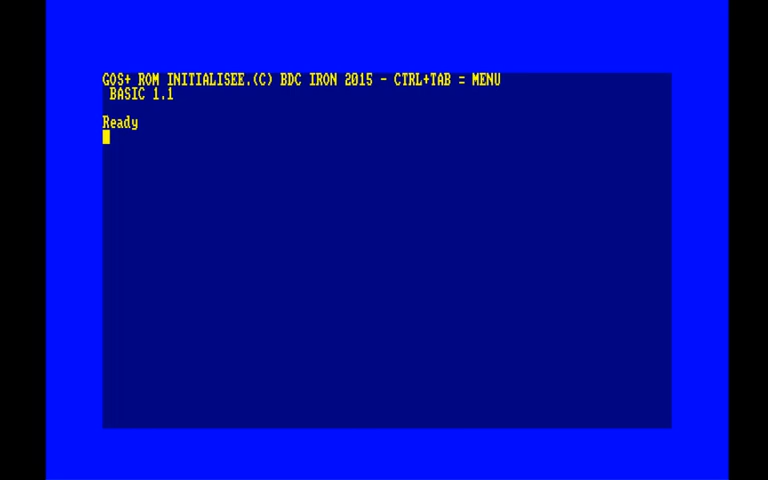 GOS+ ROM INITIALISEE.(C) BDC IRON 2015 - CTRL+TAB = MENU
BASIC 1.1
Ready